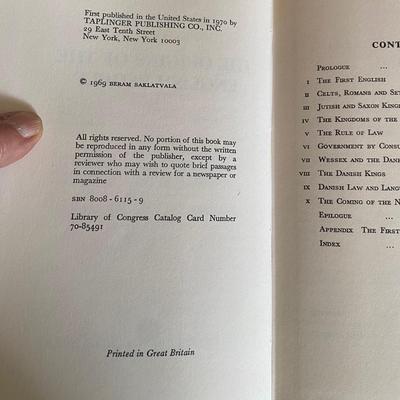 First published in the United States in 1970 by
TAPLINGER PUBLISHING CO., INC.
29 East Tenth Street
New York, New York 10003
© 1969 BERAM SAKLATVALA
All rights reserved. No portion of this book may
be reproduced in any form without the written
permission of the publisher, except by a
reviewer who may wish to quote brief passages
in connection with a review for a newspaper or
magazine
SBN 8008-6115-9
Library of Congress Catalog Card Number
70-85491
Printed in Great Britain
CONT
PROLOGUE ...
I THE FIRST ENGLISH
II CELTS, ROMANS AND SET
III JUTISH AND SAXON KING
IV THE KINGDOMS OF THE
V THE RULE OF LAW
VI GOVERNMENT BY CONSU
VII WESSEX AND THE DANE
VIII THE DANISH KINGS
IX DANISH LAW AND LANG
X THE COMING OF THE N
EPILOGUE ...
APPENDIX THE FIRST
INDEX ...